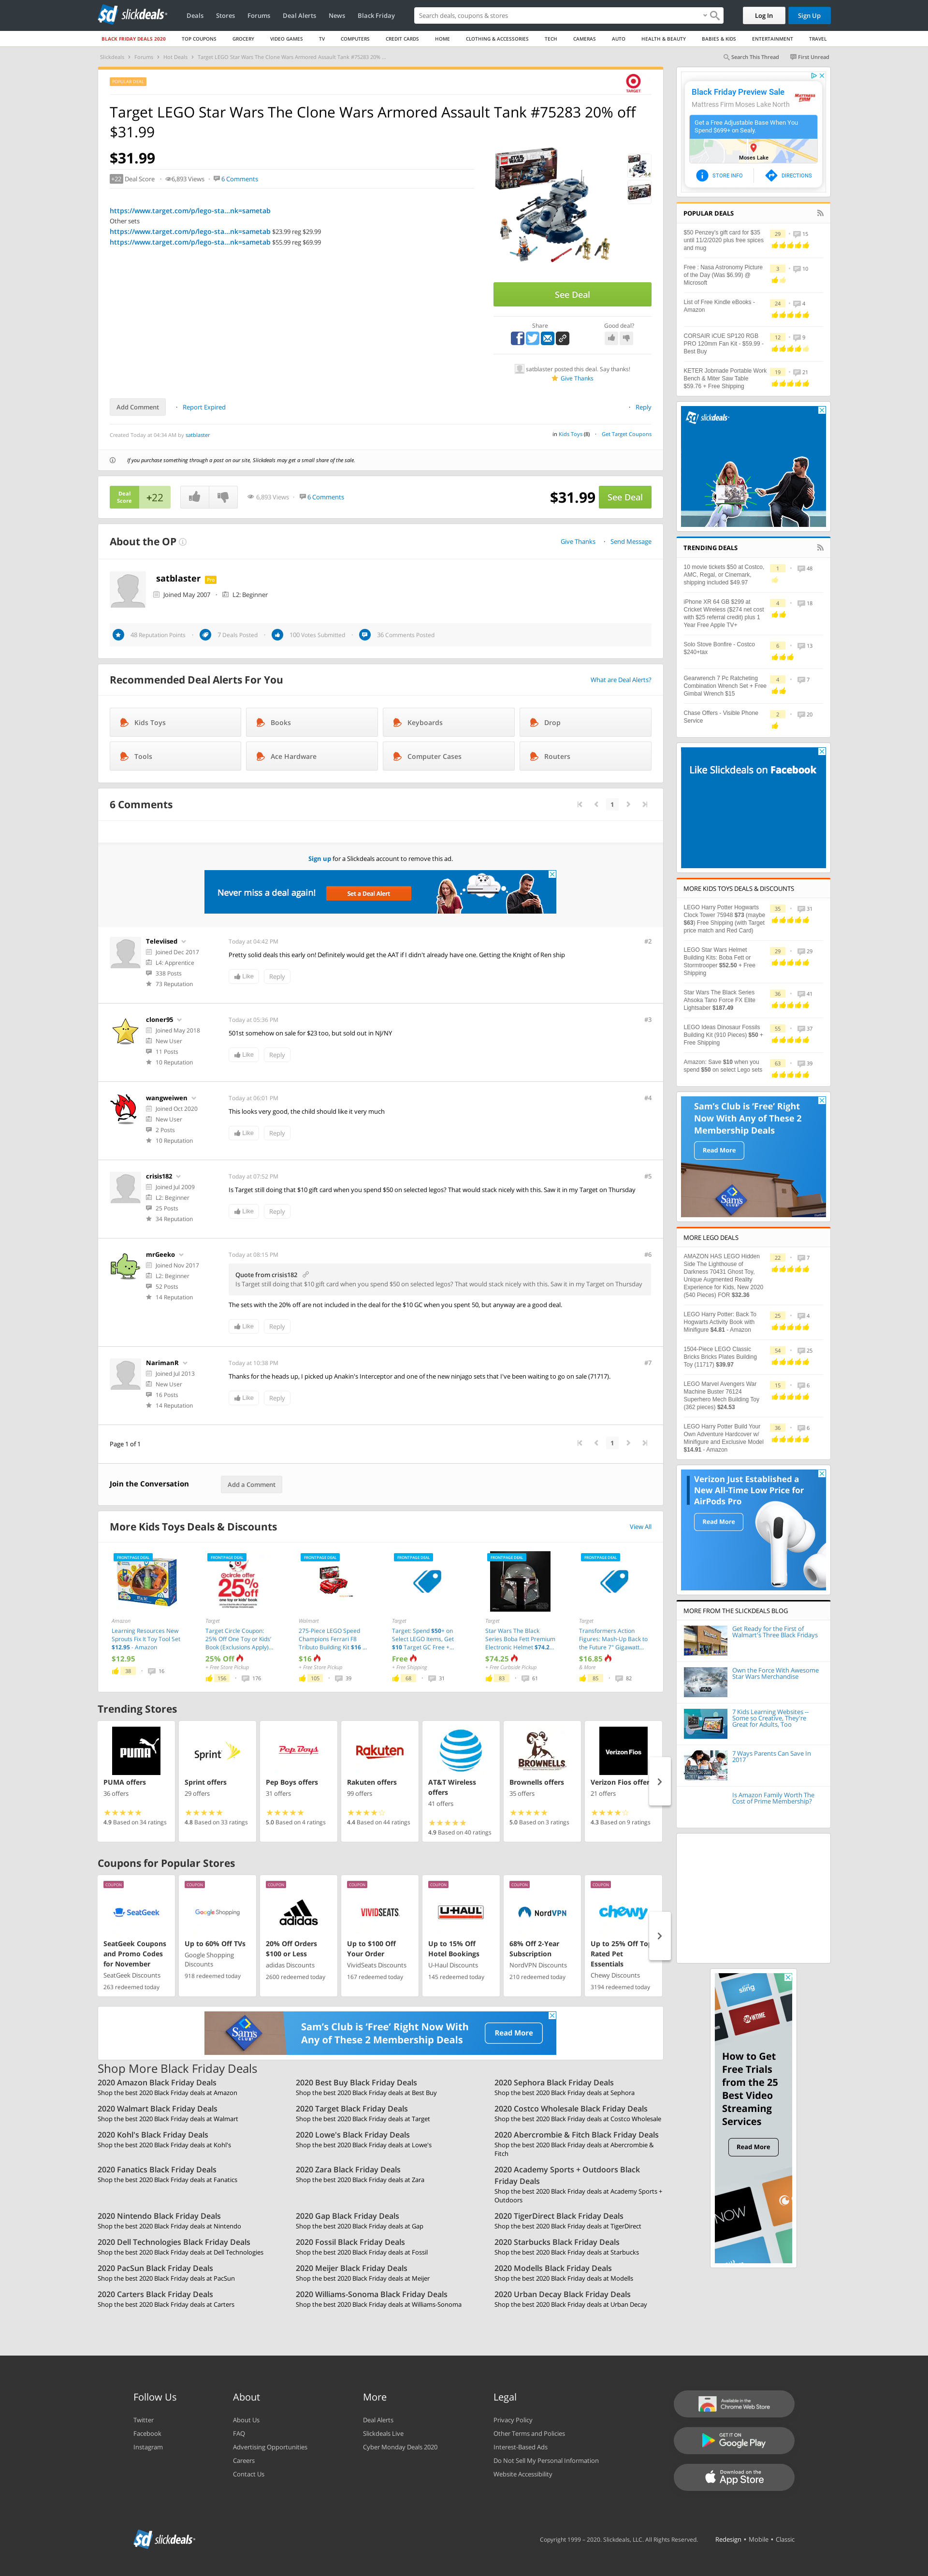 slickdeals
Deals
Stores
Forums
Deal Alerts
News
Black Friday
Search deals, coupons & stores
Log In
Sign Up
BLACK FRIDAY DEALS 2020
TOP COUPONS
GROCERY
VIDEO GAMES
TV
COMPUTERS
CREDIT CARDS
HOME
CLOTHING & ACCESSORIES
TECH
CAMERAS
AUTO
HEALTH & BEAUTY
BABIES & KIDS
ENTERTAINMENT
TRAVEL
Slickdeals > Forums > Hot Deals > Target LEGO Star Wars The Clone Wars Armored Assault Tank #75283 20% ...
Search This Thread
First Unread
POPULAR DEAL
TARGET
Target LEGO Star Wars The Clone Wars Armored Assault Tank #75283 20% off
$31.99
$31.99
+22 Deal Score
6,893 Views
6 Comments
https://www.target.com/p/lego-sta...nk=sametab
Other sets
https://www.target.com/p/lego-sta...nk=sametab $23.99 reg $29.99
https://www.target.com/p/lego-sta...nk=sametab $55.99 reg $69.99
See Deal
Share
Good deal?
satblaster posted this deal. Say thanks!
Give Thanks
Add Comment
Report Expired
Reply
Created Today at 04:34 AM by satblaster
in Kids Toys (8)
Get Target Coupons
If you purchase something through a post on our site, Slickdeals may get a small share of the sale.
Deal Score
+22
6,893 Views
6 Comments
$31.99
See Deal
About the OP
Give Thanks
Send Message
satblaster
Pro
Joined May 2007
L2: Beginner
48 Reputation Points
7 Deals Posted
100 Votes Submitted
36 Comments Posted
Recommended Deal Alerts For You
What are Deal Alerts?
Kids Toys
Books
Keyboards
Drop
Tools
Ace Hardware
Computer Cases
Routers
6 Comments
1
Sign up for a Slickdeals account to remove this ad.
Never miss a deal again!
Set a Deal Alert
Televiised
Joined Dec 2017
L4: Apprentice
338 Posts
73 Reputation
Today at 04:42 PM
#2
Pretty solid deals this early on! Definitely would get the AAT if I didn't already have one. Getting the Knight of Ren ship
Like
Reply
cloner95
Joined May 2018
New User
11 Posts
10 Reputation
Today at 05:36 PM
#3
501st somehow on sale for $23 too, but sold out in NJ/NY
Like
Reply
wangweiwen
Joined Oct 2020
New User
2 Posts
10 Reputation
Today at 06:01 PM
#4
This looks very good, the child should like it very much
Like
Reply
crisis182
Joined Jul 2009
L2: Beginner
25 Posts
34 Reputation
Today at 07:52 PM
#5
Is Target still doing that $10 gift card when you spend $50 on selected legos? That would stack nicely with this. Saw it in my Target on Thursday
Like
Reply
mrGeeko
Joined Nov 2017
L2: Beginner
52 Posts
14 Reputation
Today at 08:15 PM
#6
Quote from crisis182
Is Target still doing that $10 gift card when you spend $50 on selected legos? That would stack nicely with this. Saw it in my Target on Thursday
The sets with the 20% off are not included in the deal for the $10 GC when you spent 50, but anyway are a good deal.
Like
Reply
NarimanR
Joined Jul 2013
New User
16 Posts
14 Reputation
Today at 10:38 PM
#7
Thanks for the heads up, I picked up Anakin's Interceptor and one of the new ninjago sets that I've been waiting to go on sale (71717).
Like
Reply
Page 1 of 1
1
Join the Conversation
Add a Comment
More Kids Toys Deals & Discounts
View All
FRONTPAGE DEAL
Amazon
Learning Resources New Sprouts Fix It Toy Tool Set $12.95 - Amazon
$12.95
38
16
FRONTPAGE DEAL
circle offer
25% off
one toy or kids' book!
Target
Target Circle Coupon: 25% Off One Toy or Kids' Book (Exclusions Apply)...
25% Off
+ Free Store Pickup
156
176
FRONTPAGE DEAL
Walmart
275-Piece LEGO Speed Champions Ferrari F8 Tributo Building Kit $16 ...
$16
+ Free Store Pickup
105
39
FRONTPAGE DEAL
Target
Target: Spend $50+ on Select LEGO Items, Get $10 Target GC Free +...
Free
+ Free Shipping
68
31
FRONTPAGE DEAL
Target
Star Wars The Black Series Boba Fett Premium Electronic Helmet $74.2...
$74.25
+ Free Curbside Pickup
83
61
FRONTPAGE DEAL
Target
Transformers Action Figures: Mash-Up Back to the Future 7" Gigawatt...
$16.85
& More
85
82
Trending Stores
PUMA
PUMA offers
36 offers
4.9 Based on 34 ratings
Sprint
Sprint offers
29 offers
4.8 Based on 33 ratings
Pep Boys
Pep Boys offers
31 offers
5.0 Based on 4 ratings
Rakuten
Rakuten offers
99 offers
4.4 Based on 44 ratings
AT&T Wireless offers
41 offers
4.9 Based on 40 ratings
BROWNELLS
Brownells offers
35 offers
5.0 Based on 3 ratings
Verizon Fios
Verizon Fios offer
21 offers
4.3 Based on 9 ratings
Coupons for Popular Stores
COUPON
SeatGeek
SeatGeek Coupons and Promo Codes for November
SeatGeek Discounts
263 redeemed today
COUPON
Google Shopping
Up to 60% Off TVs
Google Shopping Discounts
918 redeemed today
COUPON
adidas
20% Off Orders $100 or Less
adidas Discounts
2600 redeemed today
COUPON
VIVIDSEATS
Up to $100 Off Your Order
VividSeats Discounts
167 redeemed today
COUPON
U-HAUL
Up to 15% Off Hotel Bookings
U-Haul Discounts
145 redeemed today
COUPON
NordVPN
68% Off 2-Year Subscription
NordVPN Discounts
210 redeemed today
COUPON
chewy
Up to 25% Off Top Rated Pet Essentials
Chewy Discounts
3194 redeemed today
Sam's Club is 'Free' Right Now With Any of These 2 Membership Deals
Read More
Shop More Black Friday Deals
2020 Amazon Black Friday Deals
Shop the best 2020 Black Friday deals at Amazon
2020 Best Buy Black Friday Deals
Shop the best 2020 Black Friday deals at Best Buy
2020 Sephora Black Friday Deals
Shop the best 2020 Black Friday deals at Sephora
2020 Walmart Black Friday Deals
Shop the best 2020 Black Friday deals at Walmart
2020 Target Black Friday Deals
Shop the best 2020 Black Friday deals at Target
2020 Costco Wholesale Black Friday Deals
Shop the best 2020 Black Friday deals at Costco Wholesale
2020 Kohl's Black Friday Deals
Shop the best 2020 Black Friday deals at Kohl's
2020 Lowe's Black Friday Deals
Shop the best 2020 Black Friday deals at Lowe's
2020 Abercrombie & Fitch Black Friday Deals
Shop the best 2020 Black Friday deals at Abercrombie & Fitch
2020 Fanatics Black Friday Deals
Shop the best 2020 Black Friday deals at Fanatics
2020 Zara Black Friday Deals
Shop the best 2020 Black Friday deals at Zara
2020 Academy Sports + Outdoors Black Friday Deals
Shop the best 2020 Black Friday deals at Academy Sports + Outdoors
2020 Nintendo Black Friday Deals
Shop the best 2020 Black Friday deals at Nintendo
2020 Gap Black Friday Deals
Shop the best 2020 Black Friday deals at Gap
2020 TigerDirect Black Friday Deals
Shop the best 2020 Black Friday deals at TigerDirect
2020 Dell Technologies Black Friday Deals
Shop the best 2020 Black Friday deals at Dell Technologies
2020 Fossil Black Friday Deals
Shop the best 2020 Black Friday deals at Fossil
2020 Starbucks Black Friday Deals
Shop the best 2020 Black Friday deals at Starbucks
2020 PacSun Black Friday Deals
Shop the best 2020 Black Friday deals at PacSun
2020 Meijer Black Friday Deals
Shop the best 2020 Black Friday deals at Meijer
2020 Modells Black Friday Deals
Shop the best 2020 Black Friday deals at Modells
2020 Carters Black Friday Deals
Shop the best 2020 Black Friday deals at Carters
2020 Williams-Sonoma Black Friday Deals
Shop the best 2020 Black Friday deals at Williams-Sonoma
2020 Urban Decay Black Friday Deals
Shop the best 2020 Black Friday deals at Urban Decay
Black Friday Preview Sale
Mattress Firm Moses Lake North
MATTRESS FIRM
Get a Free Adjustable Base When You Spend $699+ on Sealy.
Moses Lake
STORE INFO
DIRECTIONS
POPULAR DEALS
$50 Penzey's gift card for $35 until 11/2/2020 plus free spices and mug
29
15
Free : Nasa Astronomy Picture of the Day (Was $6.99) @ Microsoft
3
10
List of Free Kindle eBooks - Amazon
24
4
CORSAIR iCUE SP120 RGB PRO 120mm Fan Kit - $59.99 - Best Buy
12
9
KETER Jobmade Portable Work Bench & Miter Saw Table $59.76 + Free Shipping
19
21
slickdeals
TRENDING DEALS
10 movie tickets $50 at Costco, AMC, Regal, or Cinemark, shipping included $49.97
1
48
iPhone XR 64 GB $299 at Cricket Wireless ($274 net cost with $25 referral credit) plus 1 Year Free Apple TV+
4
18
Solo Stove Bonfire - Costco $240+tax
6
13
Gearwrench 7 Pc Ratcheting Combination Wrench Set + Free Gimbal Wrench $15
4
7
Chase Offers - Visible Phone Service
2
20
Like Slickdeals on Facebook
MORE KIDS TOYS DEALS & DISCOUNTS
LEGO Harry Potter Hogwarts Clock Tower 75948 $73 (maybe $63) Free Shipping (with Target price match and Red Card)
35
31
LEGO Star Wars Helmet Building Kits: Boba Fett or Stormtrooper $52.50 + Free Shipping
29
29
Star Wars The Black Series Ahsoka Tano Force FX Elite Lightsaber $187.49
36
41
LEGO Ideas Dinosaur Fossils Building Kit (910 Pieces) $50 + Free Shipping
55
37
Amazon: Save $10 when you spend $50 on select Lego sets
63
39
Sam's Club is 'Free' Right Now With Any of These 2 Membership Deals
Read More
MORE LEGO DEALS
AMAZON HAS LEGO Hidden Side The Lighthouse of Darkness 70431 Ghost Toy, Unique Augmented Reality Experience for Kids, New 2020 (540 Pieces) FOR $32.36
22
7
LEGO Harry Potter: Back To Hogwarts Activity Book with Minifigure $4.81 - Amazon
25
4
1504-Piece LEGO Classic Bricks Bricks Plates Building Toy (11717) $39.97
54
25
LEGO Marvel Avengers War Machine Buster 76124 Superhero Mech Building Toy (362 pieces) $24.53
15
6
LEGO Harry Potter Build Your Own Adventure Hardcover w/ Minifigure and Exclusive Model $14.91 - Amazon
36
6
Verizon Just Established a New All-Time Low Price for AirPods Pro
Read More
MORE FROM THE SLICKDEALS BLOG
Get Ready for the First of Walmart's Three Black Fridays
Own the Force With Awesome Star Wars Merchandise
7 Kids Learning Websites -- Some so Creative, They're Great for Adults, Too
7 Ways Parents Can Save In 2017
Is Amazon Family Worth The Cost of Prime Membership?
sling
SHOWTIME
How to Get Free Trials from the 25 Best Video Streaming Services
Read More
NOW
Follow Us
Twitter
Facebook
Instagram
About
About Us
FAQ
Advertising Opportunities
Careers
Contact Us
More
Deal Alerts
Slickdeals Live
Cyber Monday Deals 2020
Legal
Privacy Policy
Other Terms and Policies
Interest-Based Ads
Do Not Sell My Personal Information
Website Accessibility
Available in the Chrome Web Store
GET IT ON Google Play
Download on the App Store
slickdeals
Copyright 1999 – 2020. Slickdeals, LLC. All Rights Reserved.
Redesign • Mobile • Classic